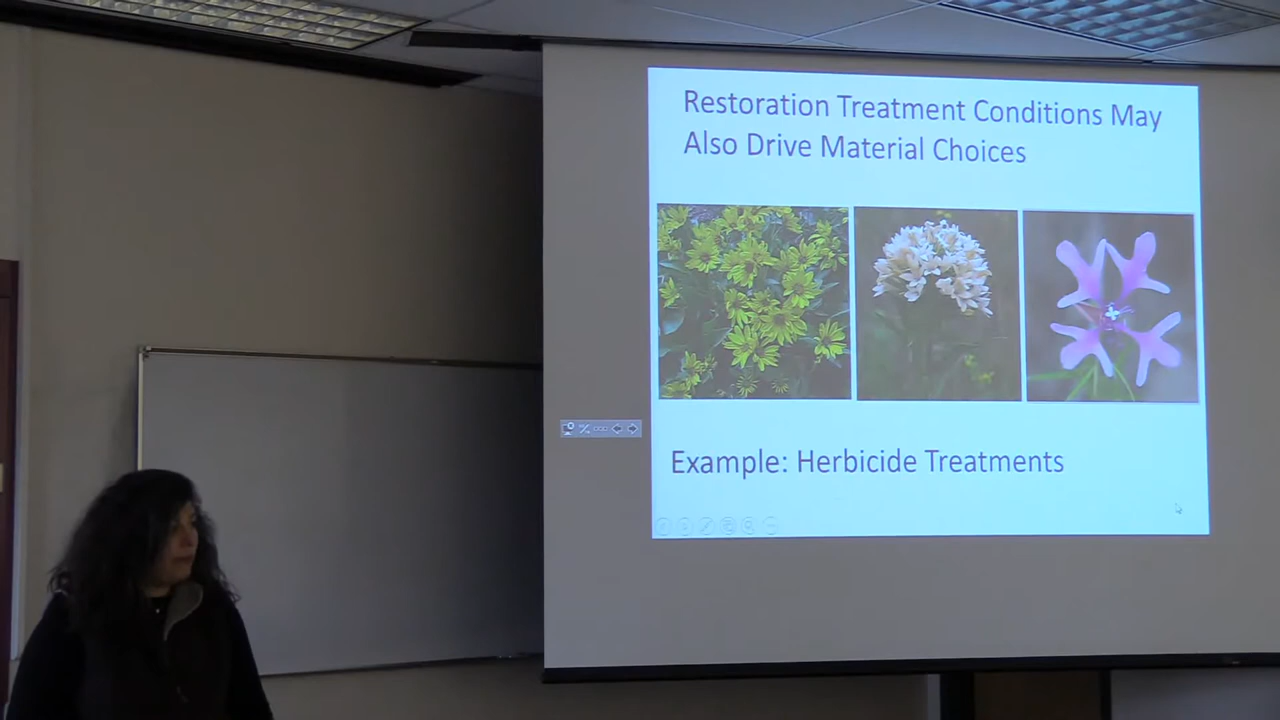 Restoration Treatment Conditions May
Also Drive Material Choices
Example: Herbicide Treatments